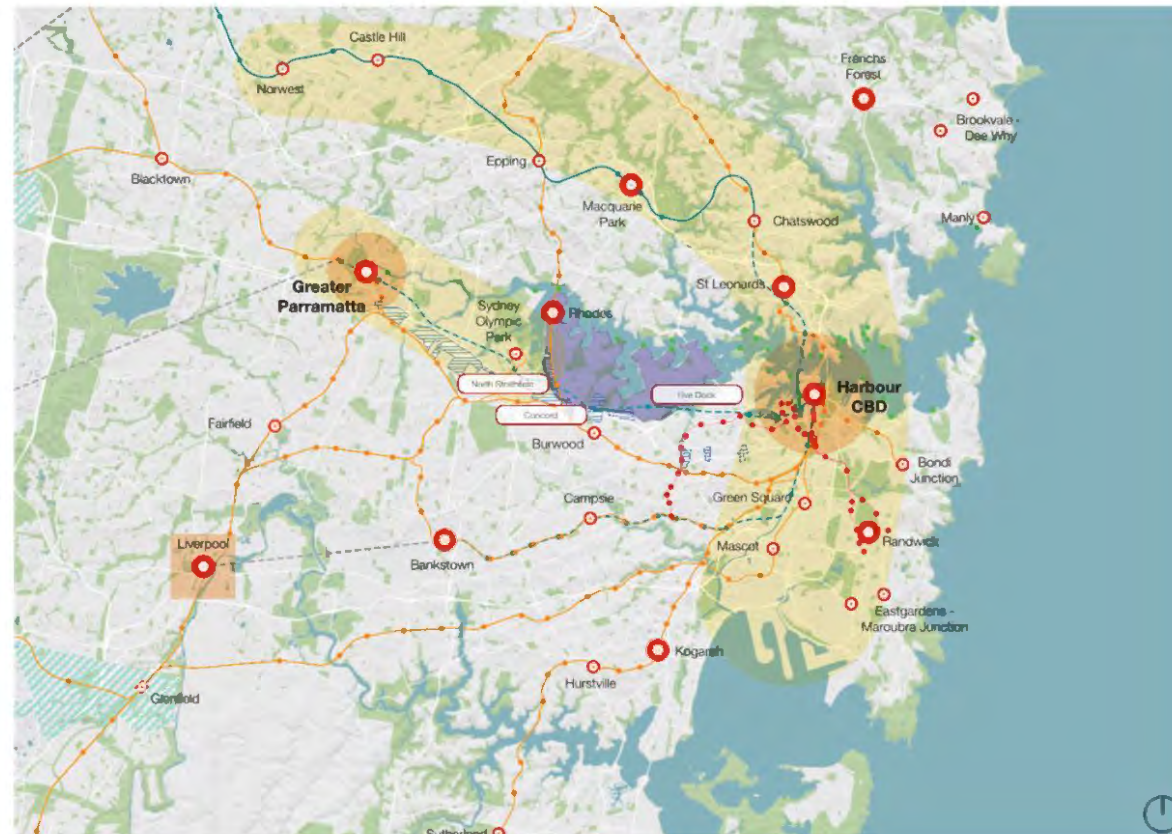 Castle Hill
Norwest
Frenchs
Forest
Brookvale -
Dee Why
Epping
Blacktown
Macquarie
Park
Manly
Chatswood
Greater
Parramatta
St Leonards
Sydney
Olympic
Park
Rhodes
North Strathfield
Five Dock
Harbour
CBD
Concord
Fairfield
Burwood
Bondi
Junction
Campsie
Green Square
Liverpool
Bankstown
Mascot
Randwick
Eastgardens -
Maroubra Junction
Kogarah
Hurstville
Glenfield
Sutherland